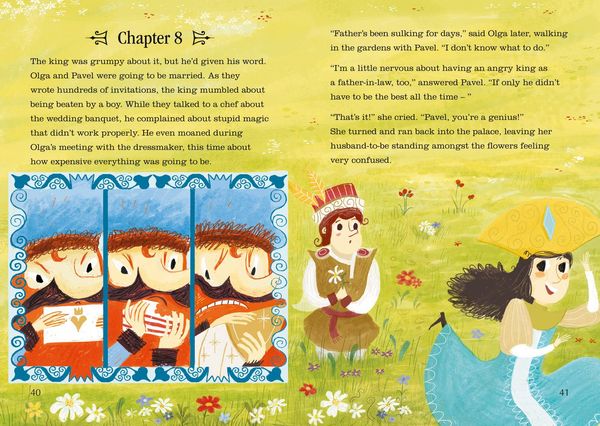 Chapter 8
The king was grumpy about it, but he'd given his word.
Olga and Pavel were going to be married. As they
wrote hundreds of invitations, the king mumbled about
being beaten by a boy. While they talked to a chef about
the wedding banquet, he complained about stupid magic
that didn't work properly. He even moaned during
Olga's meeting with the dressmaker, this time about
how expensive everything was going to be.
40
"Father's been sulking for days," said Olga later, walking
in the gardens with Pavel. "I don't know what to do."
"I'm a little nervous about having an angry king as
a father-in-law, too," answered Pavel. "If only he didn't
have to be the best all the time – "
"That's it!" she cried. "Pavel, you're a genius!"
She turned and ran back into the palace, leaving her
husband-to-be standing amongst the flowers feeling
very confused.
41